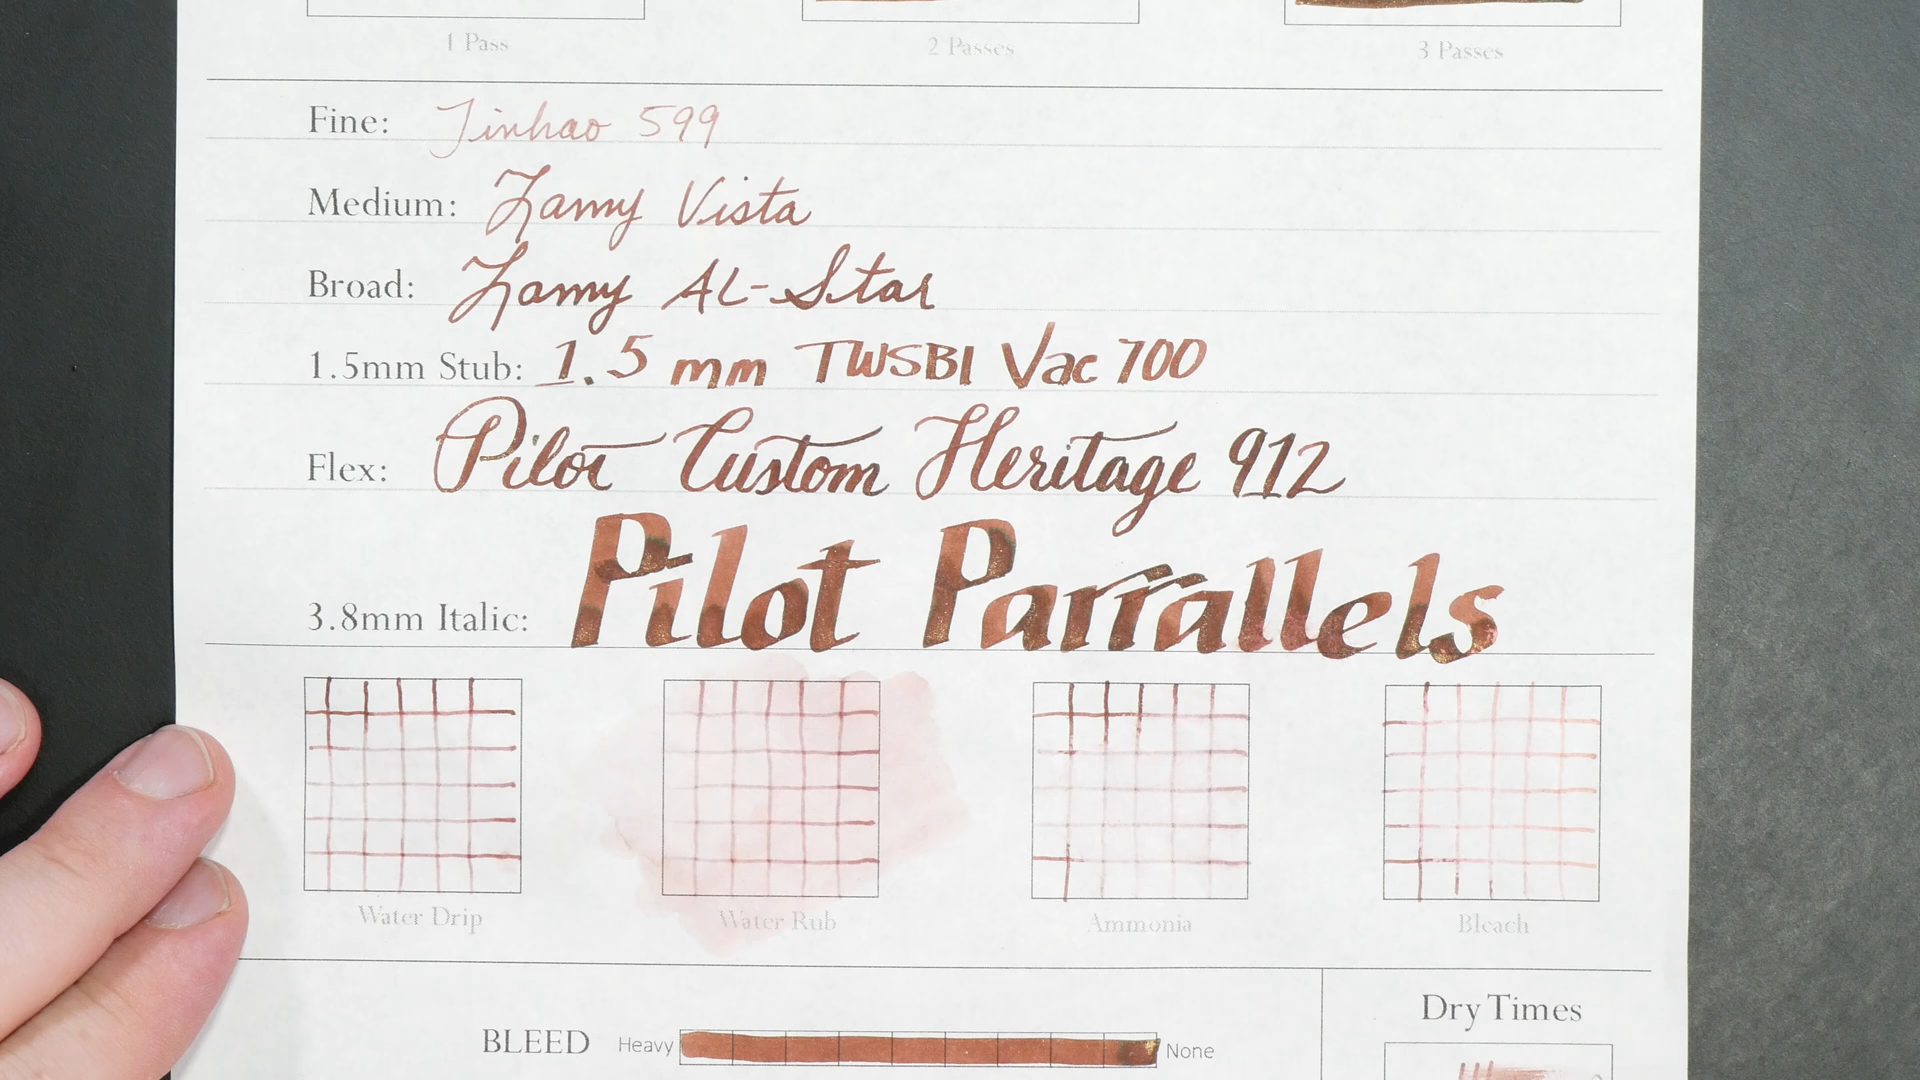 1 Pass 2 Passes 3 Passes
Fine: Jinhao 599
Medium: Lamy Vista
Broad: Lamy AL-Star
1.5mm Stub: 1.5 mm TWSBI Vac 700
Flex: Pilot Custom Heritage 912
3.8mm Italic: Pilot Parrallels
Water Drip Water Rub Ammonia Bleach
Dry Times
BLEED Heavy None